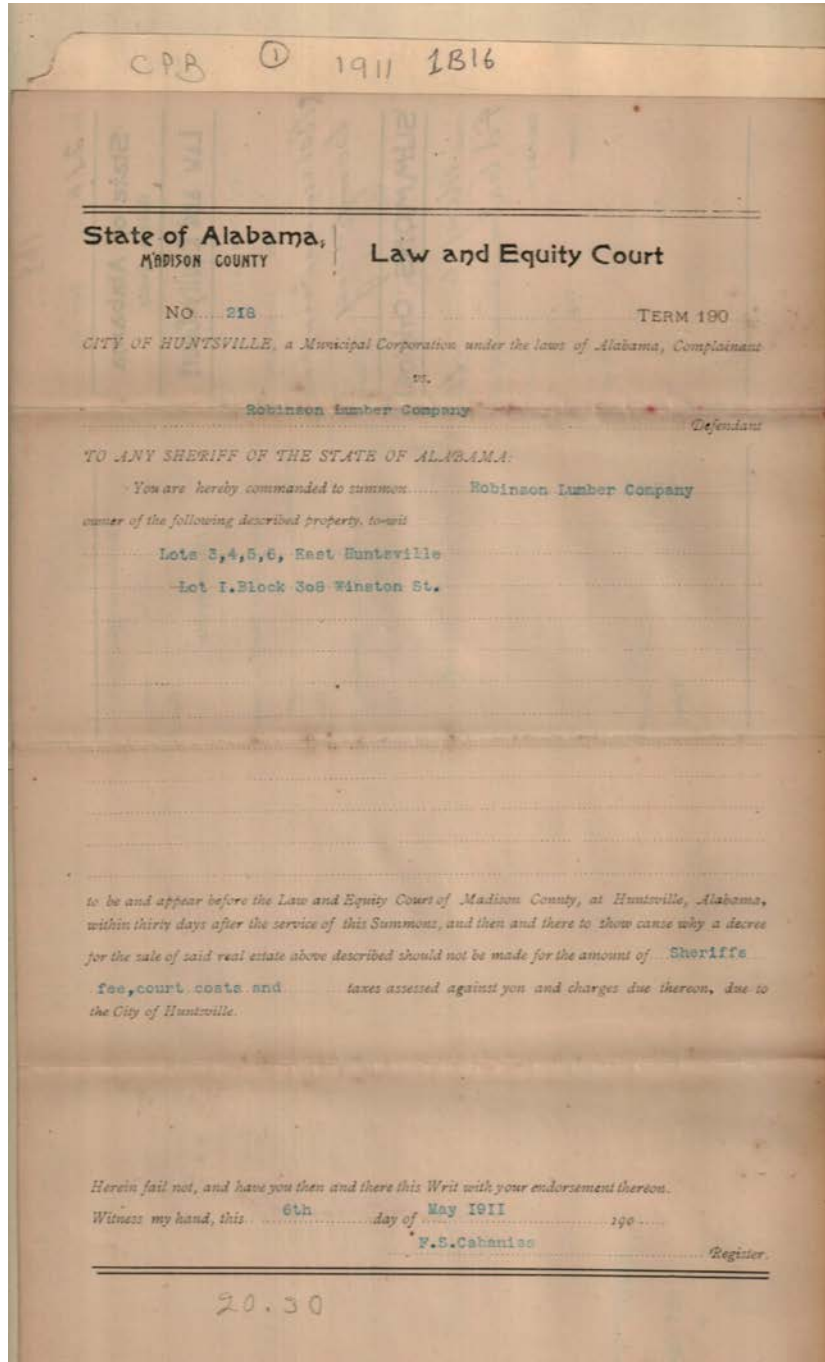 CPB ① 1911 1B16
State of Alabama, Law and Equity Court
MADISON COUNTY
No. 2I8 TERM 190
CITY OF HUNTSVILLE, a Municipal Corporation under the laws of Alabama, Complainant
vs.
Robinson Lumber Company
Defendant
TO ANY SHERIFF OF THE STATE OF ALABAMA:
You are hereby commanded to summon Robinson Lumber Company
owner of the following described property, to-wit
Lots 3,4,5,6, East Huntsville
Lot I.Block 308 Winston St.
to be and appear before the Law and Equity Court of Madison County, at Huntsville, Alabama,
within thirty days after the service of this Summons, and then and there to show cause why a decree
for the sale of said real estate above described should not be made for the amount of Sheriffs
fee,court costs and taxes assessed against you and charges due thereon, due to
the City of Huntsville.
Herein fail not, and have you then and there this Writ with your endorsement thereon.
Witness my hand, this 6th day of May I9II 190
F.S.Cabaniss
Register.
20.30